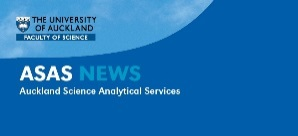 THE UNIVERSITY
OF AUCKLAND
FACULTY OF SCIENCE
ASAS NEWS
Auckland Science Analytical Services